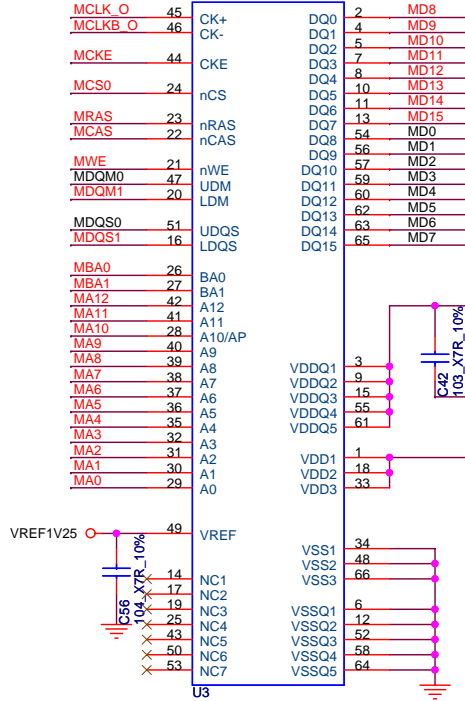 MCLK_O 45 CK+ DQ0 2 MD8
MCLKB_O 46 CK- DQ1 4 MD9
DQ2 5 MD10
MCKE 44 CKE DQ3 7 MD11
DQ4 8 MD12
MCS0 24 nCS DQ5 10 MD13
DQ6 11 MD14
MRAS 23 nRAS DQ7 13 MD15
MCAS 22 nCAS DQ8 54 MD0
DQ9 56 MD1
MWE 21 nWE DQ10 57 MD2
MDQM0 47 UDM DQ11 59 MD3
MDQM1 20 LDM DQ12 60 MD4
DQ13 62 MD5
MDQS0 51 UDQS DQ14 63 MD6
MDQS1 16 LDQS DQ15 65 MD7
MBA0 26 BA0
MBA1 27 BA1
MA12 42 A12
MA11 41 A11
MA10 28 A10/AP
MA9 40 A9
MA8 39 A8 VDDQ1 3
MA7 38 A7 VDDQ2 9
MA6 37 A6 VDDQ3 15
MA5 36 A5 VDDQ4 55
MA4 35 A4 VDDQ5 61
MA3 32 A3
MA2 31 A2 VDD1 1
MA1 30 A1 VDD2 18
MA0 29 A0 VDD3 33
C42
103_X7R_10%
VREF1V25 49 VREF
VSS1 34
VSS2 48
VSS3 66
C56
104_X7R_10%
14 NC1
17 NC2
19 NC3 VSSQ1 6
25 NC4 VSSQ2 12
43 NC5 VSSQ3 52
50 NC6 VSSQ4 58
53 NC7 VSSQ5 64
U3